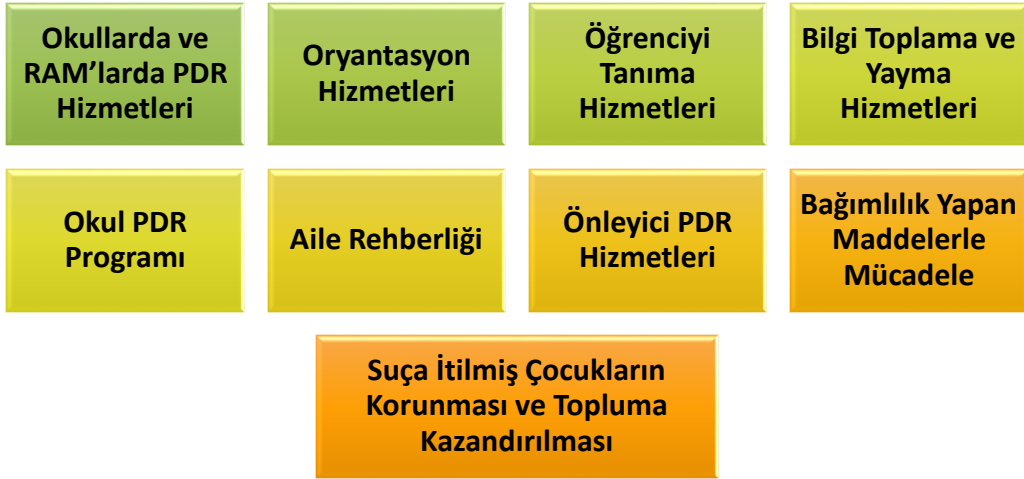 Okullarda ve
RAM’larda PDR
Hizmetleri
Oryantasyon
Hizmetleri
Öğrenciyi
Tanıma
Hizmetleri
Bilgi Toplama ve
Yayma
Hizmetleri
Okul PDR
Programı
Aile Rehberliği
Önleyici PDR
Hizmetleri
Bağımlılık Yapan
Maddelerle
Mücadele
Suça İtilmiş Çocukların
Korunması ve Topluma
Kazandırılması